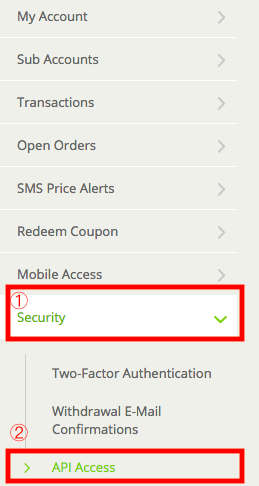 My Account
Sub Accounts
Transactions
Open Orders
SMS Price Alerts
Redeem Coupon
Mobile Access
①
Security
Two-Factor Authentication
Withdrawal E-Mail
Confirmations
②
API Access